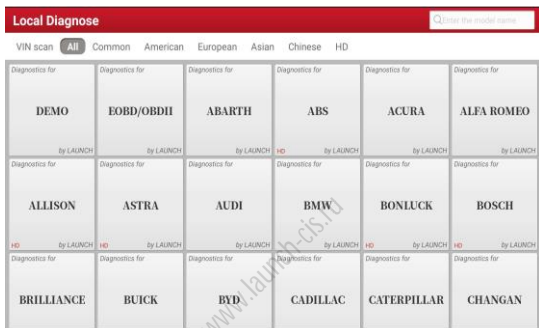 Local Diagnose
Enter the model name
VIN scan All Common American European Asian Chinese HD
Diagnostics for Diagnostics for Diagnostics for Diagnostics for Diagnostics for Diagnostics for
DEMO EOBD/OBDII ABARTH ABS ACURA ALFA ROMEO
by LAUNCH by LAUNCH by LAUNCH HD by LAUNCH by LAUNCH by LAUNCH
Diagnostics for Diagnostics for Diagnostics for Diagnostics for Diagnostics for Diagnostics for
ALLISON ASTRA AUDI BMW BONLUCK BOSCH
HD by LAUNCH HD by LAUNCH by LAUNCH by LAUNCH HD by LAUNCH HD by LAUNCH
Diagnostics for Diagnostics for Diagnostics for Diagnostics for Diagnostics for Diagnostics for
BRILLIANCE BUICK BYD CADILLAC CATERPILLAR CHANGAN
www.launch-cis.ru